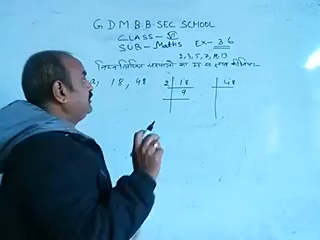 G D M B B SEC SCHOOL
CLASS - VI
SUB - Maths Ex - 3.6
2, 3, 5, 7, 11, 13
निम्नलिखित संख्याओं का म स
a, 18, 48
2 18 48
9